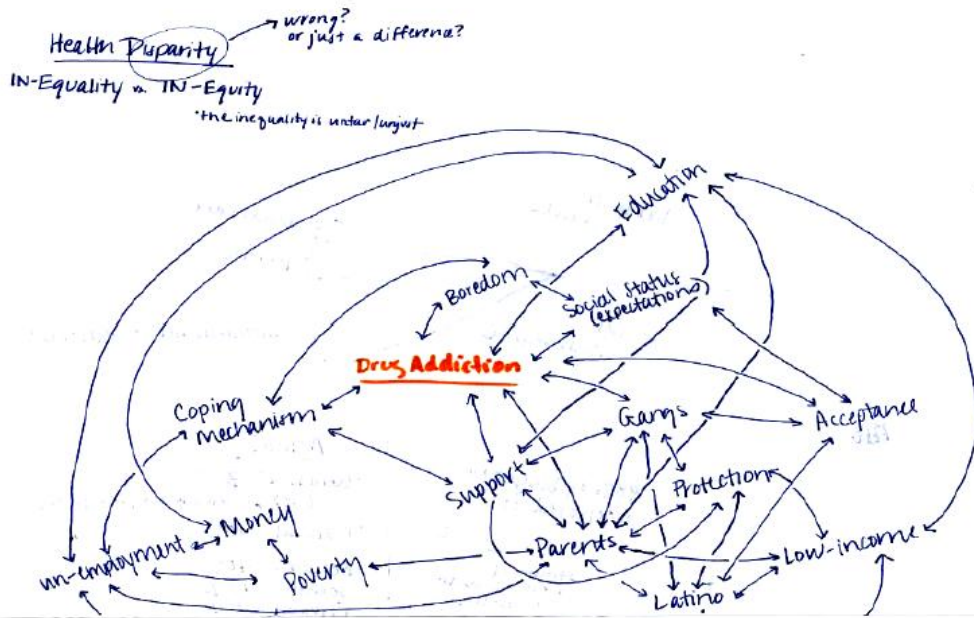 wrong?
or just a difference?
Health Disparity
IN-Equality vs. IN-Equity
*the inequality is unfair/unjust
Education
Boredom
Social Status
(expectations)
Drug Addiction
Coping
Mechanism
Gangs
Acceptance
Support
Protection
Money
un-employment
Parents
Low-income
Poverty
Latino